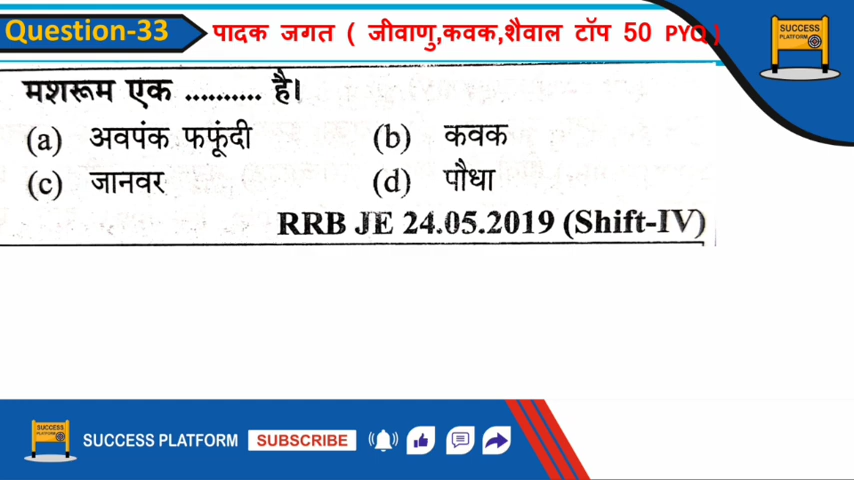 Question-33
पादक जगत ( जीवाणु,कवक,शैवाल टॉप 50 PYQ )
SUCCESS
PLATFORM
मशरूम एक .......... है।
(a) अवपंक फफूंदी (b) कवक
(c) जानवर (d) पौधा
RRB JE 24.05.2019 (Shift-IV)
SUCCESS
PLATFORM
SUCCESS PLATFORM
SUBSCRIBE